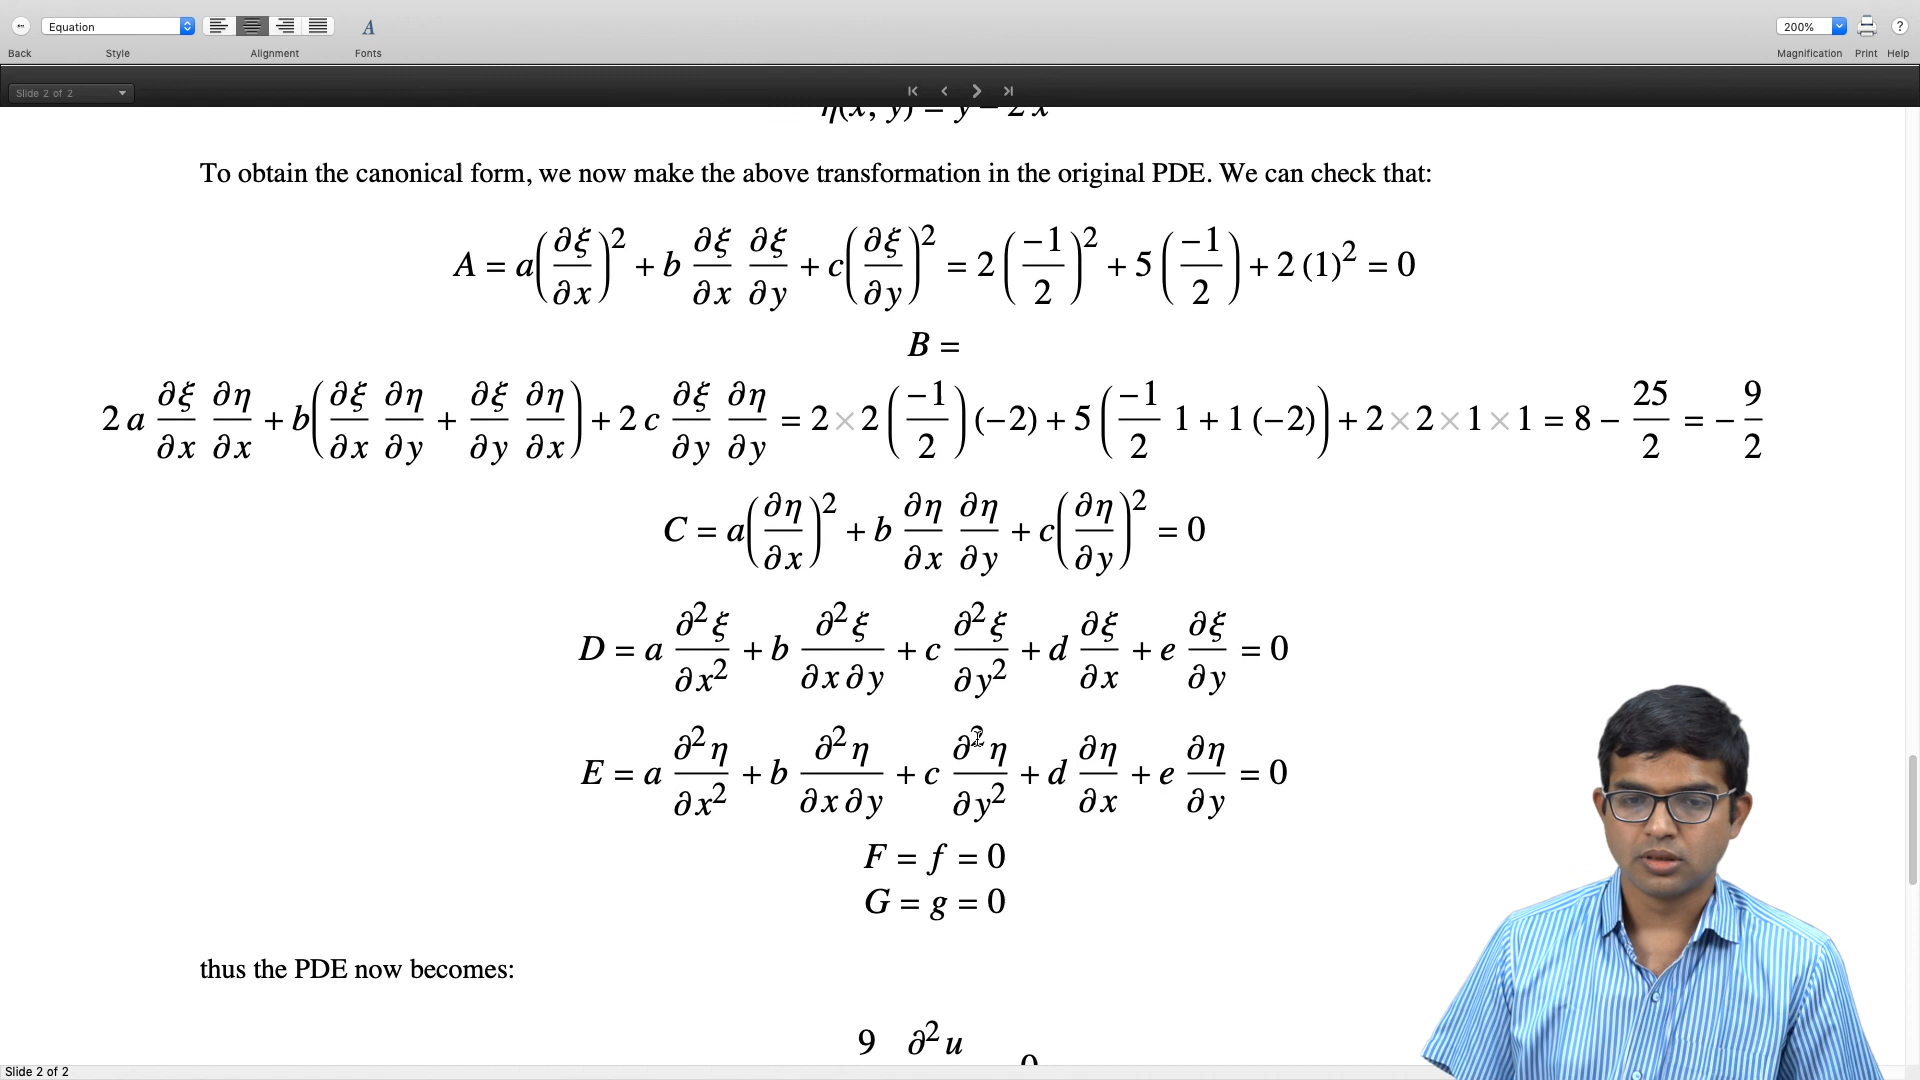 Equation
200%
Back Style Alignment Fonts Magnification Print Help
Slide 2 of 2
η(x, y) = y − 2 x
To obtain the canonical form, we now make the above transformation in the original PDE. We can check that:
A = a(∂ξ/∂x)² + b ∂ξ/∂x ∂ξ/∂y + c(∂ξ/∂y)² = 2 (−1/2)² + 5 (−1/2) + 2 (1)² = 0
B =
2 a ∂ξ/∂x ∂η/∂x + b(∂ξ/∂x ∂η/∂y + ∂ξ/∂y ∂η/∂x) + 2 c ∂ξ/∂y ∂η/∂y = 2×2 (−1/2) (−2) + 5 (−1/2 1 + 1 (−2)) + 2×2×1×1 = 8 − 25/2 = − 9/2
C = a(∂η/∂x)² + b ∂η/∂x ∂η/∂y + c(∂η/∂y)² = 0
D = a ∂²ξ/∂x² + b ∂²ξ/∂x∂y + c ∂²ξ/∂y² + d ∂ξ/∂x + e ∂ξ/∂y = 0
E = a ∂²η/∂x² + b ∂²η/∂x∂y + c ∂²η/∂y² + d ∂η/∂x + e ∂η/∂y = 0
F = f = 0
G = g = 0
thus the PDE now becomes:
9 ∂² u
Slide 2 of 2